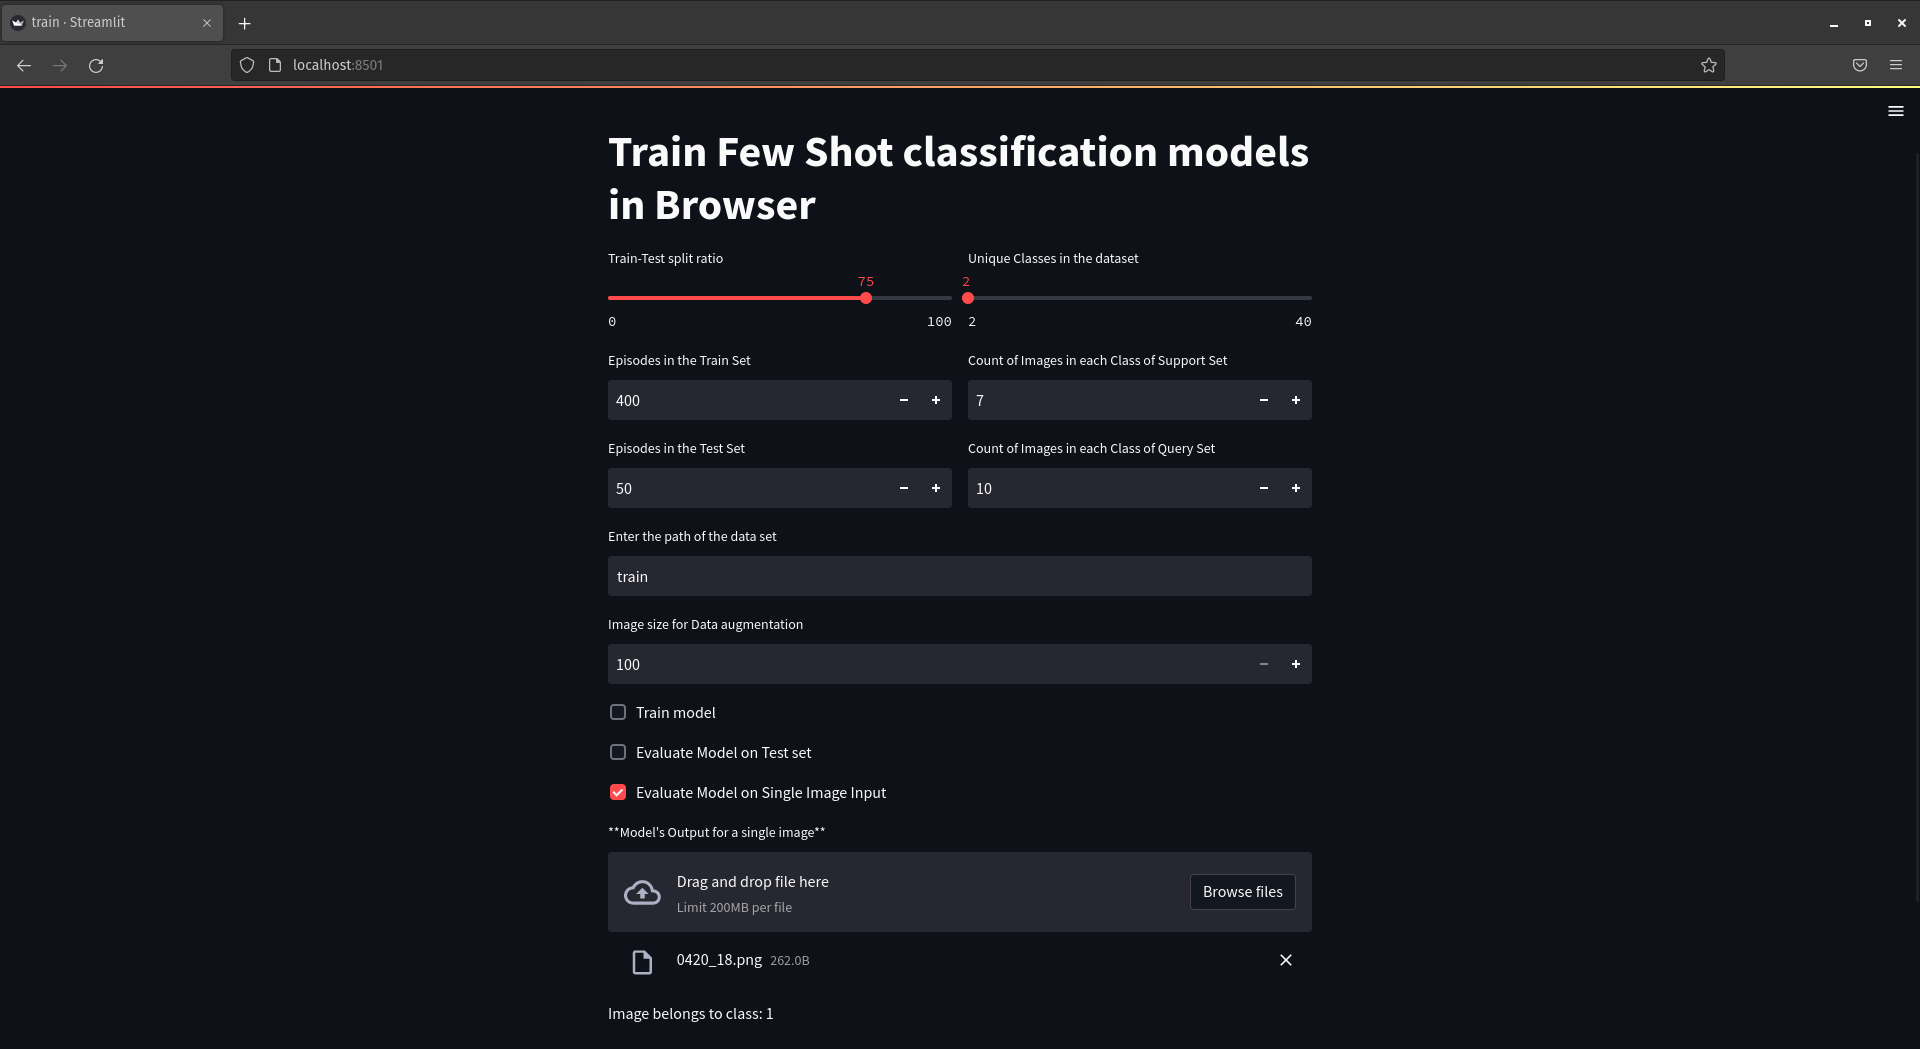 train · Streamlit
localhost:8501
Train Few Shot classification models
in Browser
Train-Test split ratio
75
0 100
Unique Classes in the dataset
2
2 40
Episodes in the Train Set
400
Count of Images in each Class of Support Set
7
Episodes in the Test Set
50
Count of Images in each Class of Query Set
10
Enter the path of the data set
train
Image size for Data augmentation
100
Train model
Evaluate Model on Test set
Evaluate Model on Single Image Input
**Model's Output for a single image**
Drag and drop file here
Limit 200MB per file
Browse files
0420_18.png 262.0B
Image belongs to class: 1